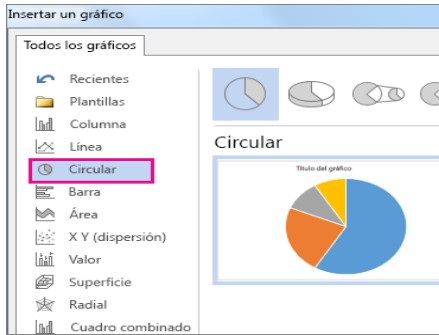 Insertar un gráfico
Todos los gráficos
Recientes
Plantillas
Columna
Línea
Circular
Barra
Área
X Y (dispersión)
Valor
Superficie
Radial
Cuadro combinado
Circular
Título del gráfico